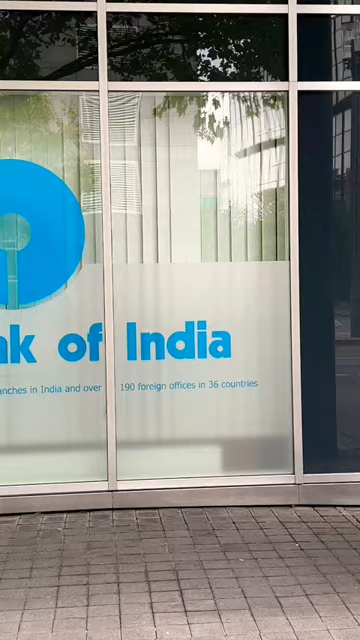 nk of India
anches in India and over 190 foreign offices in 36 countries